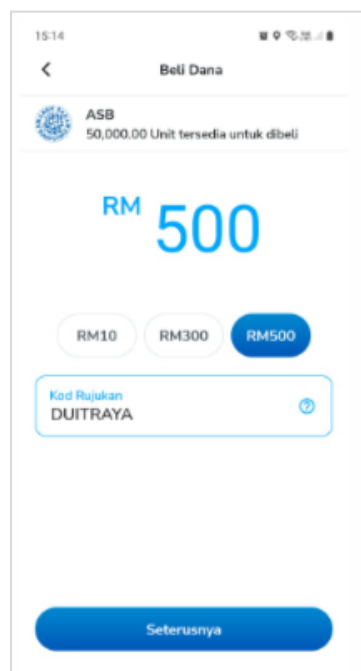 15:14
Beli Dana
ASB
50,000.00 Unit tersedia untuk dibeli
RM 500
RM10 RM300 RM500
Kod Rujukan
DUITRAYA
Seterusnya